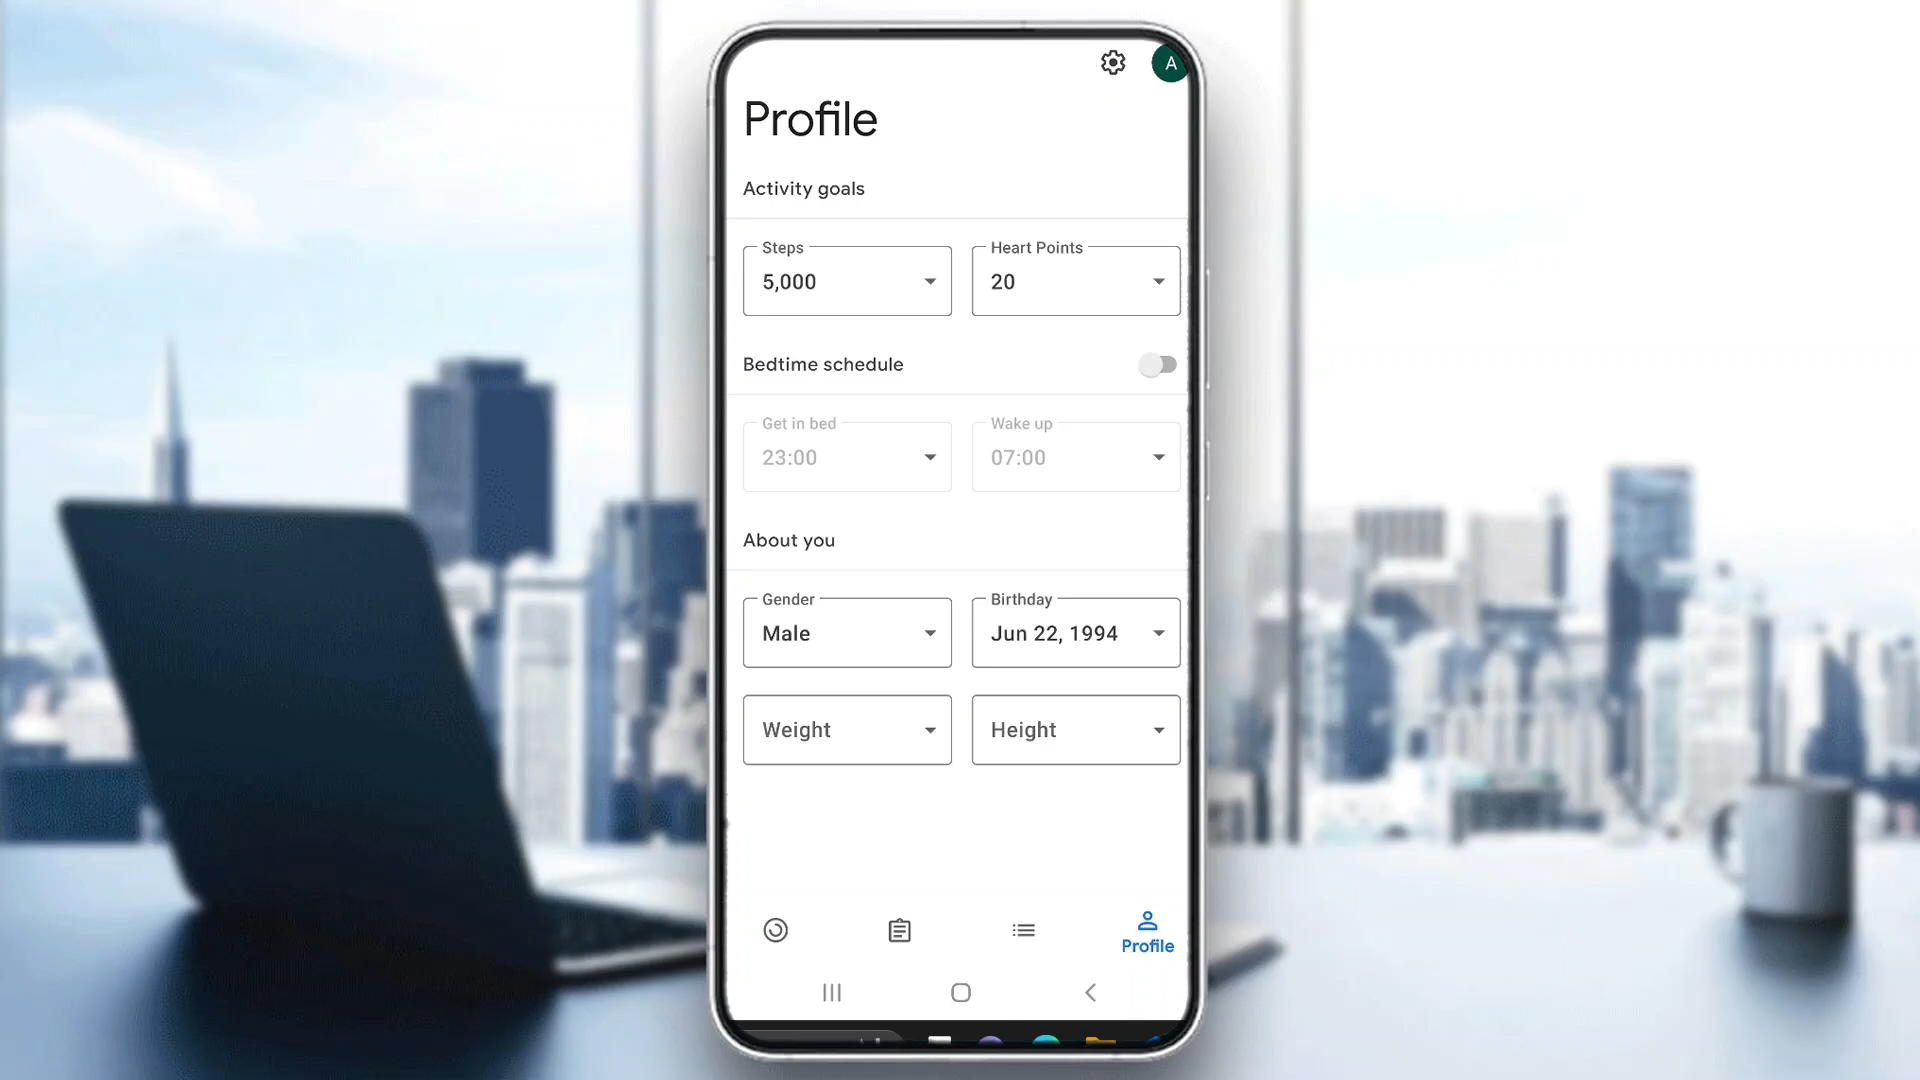 A
Profile
Activity goals
Steps
Heart Points
5,000
20
Bedtime schedule
Get in bed
Wake up
23:00
07:00
About you
Gender
Birthday
Male
Jun 22, 1994
Weight
Height
Profile